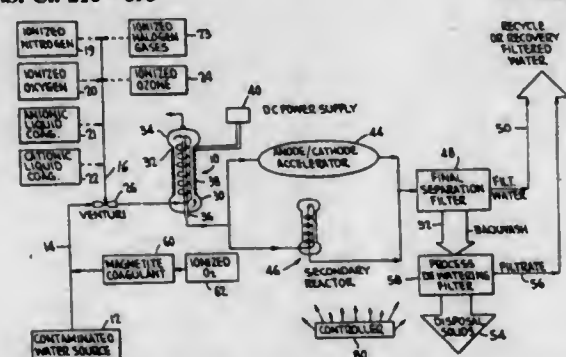 IONIZED
NITROGEN
19
IONIZED
HALOGEN
GASES
23
RECYCLE
OR RECOVERY
FILTERED
WATER
IONIZED
OXYGEN
20
IONIZED
OZONE
24
ANIONIC
LIQUID
COAG.
21
CATIONIC
LIQUID
COAG.
22
16
26
VENTURI
34
32
10
38
30
36
40
DC POWER SUPPLY
44
ANODE/CATHODE
ACCELERATOR
50
48
FINAL
SEPARATION
FILTER
FILT.
WATER
52
BACKWASH
14
46
SECONDARY
REACTOR
60
MAGNETITE
COAGULANT
IONIZED
O2
62
58
PROCESS
DEWATERING
FILTER
FILTRATE
56
DISPOSAL
SOLIDS
54
12
CONTAMINATED
WATER SOURCE
CONTROLLER
80